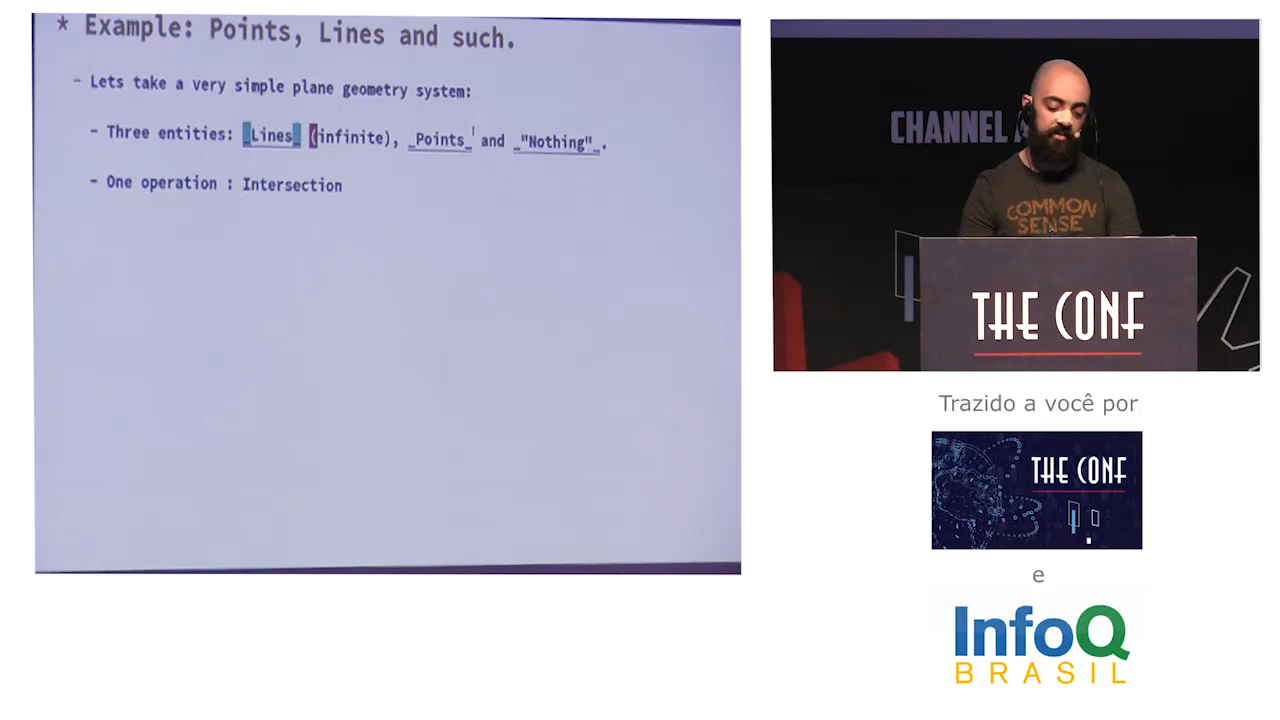 * Example: Points, Lines and such.
- Lets take a very simple plane geometry system:
- Three entities: _Lines_ (infinite), _Points_ and _"Nothing"_.
- One operation : Intersection
CHANNEL
COMMON
SENSE
THE CONF
Trazido a você por
THE CONF
e
InfoQ
BRASIL